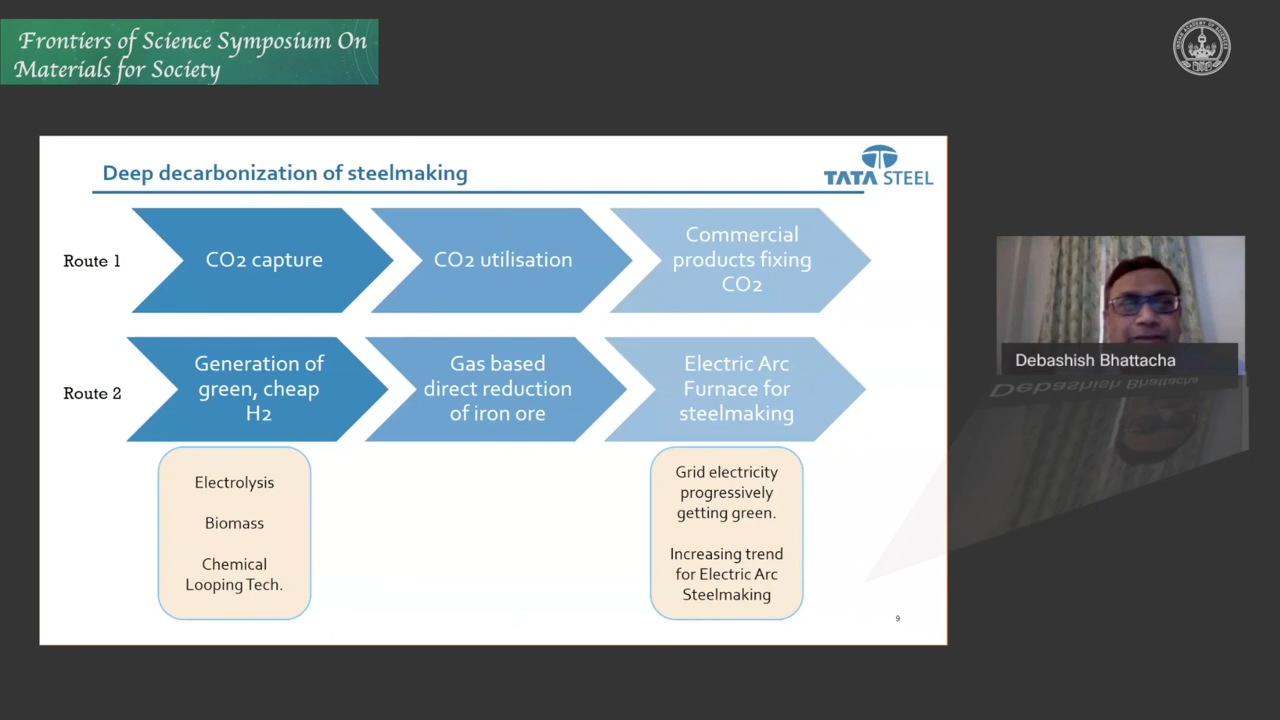 Frontiers of Science Symposium On
Materials for Society
Deep decarbonization of steelmaking
TATA STEEL
Route 1
CO2 capture
CO2 utilisation
Commercial
products fixing
CO2
Route 2
Generation of
green, cheap
H2
Gas based
direct reduction
of iron ore
Electric Arc
Furnace for
steelmaking
Electrolysis
Biomass
Chemical
Looping Tech.
Grid electricity
progressively
getting green.
Increasing trend
for Electric Arc
Steelmaking
9
Debashish Bhattacha
Debashish Bhattacha